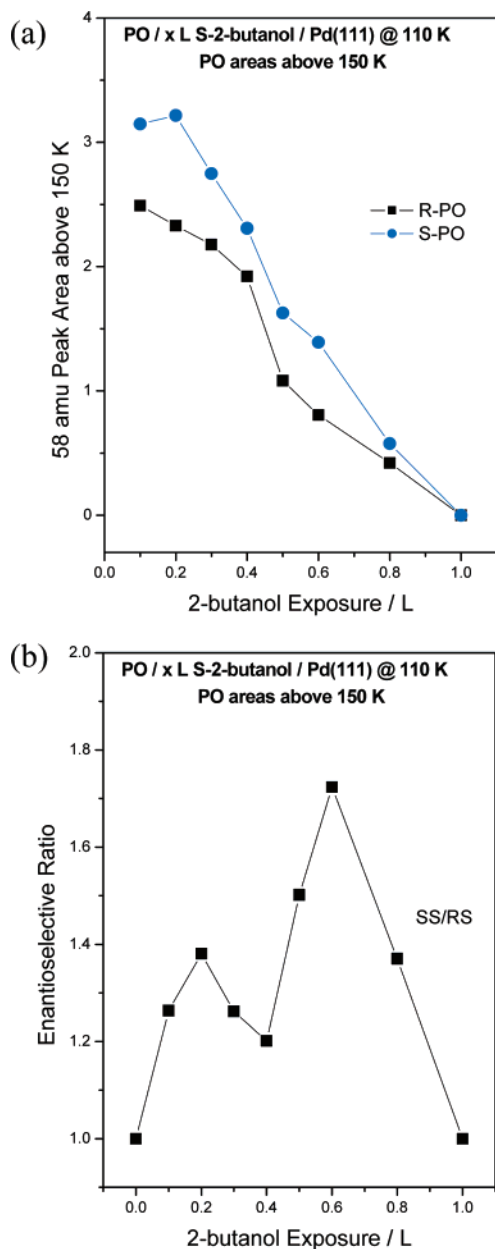 (a)
PO / x L S-2-butanol / Pd(111) @ 110 K
PO areas above 150 K
4
3
2
1
0
58 amu Peak Area above 150 K
R-PO
S-PO
0.0 0.2 0.4 0.6 0.8 1.0
2-butanol Exposure / L
(b)
PO / x L S-2-butanol / Pd(111) @ 110 K
PO areas above 150 K
2.0
1.8
1.6
1.4
1.2
1.0
Enantioselective Ratio
SS/RS
0.0 0.2 0.4 0.6 0.8 1.0
2-butanol Exposure / L